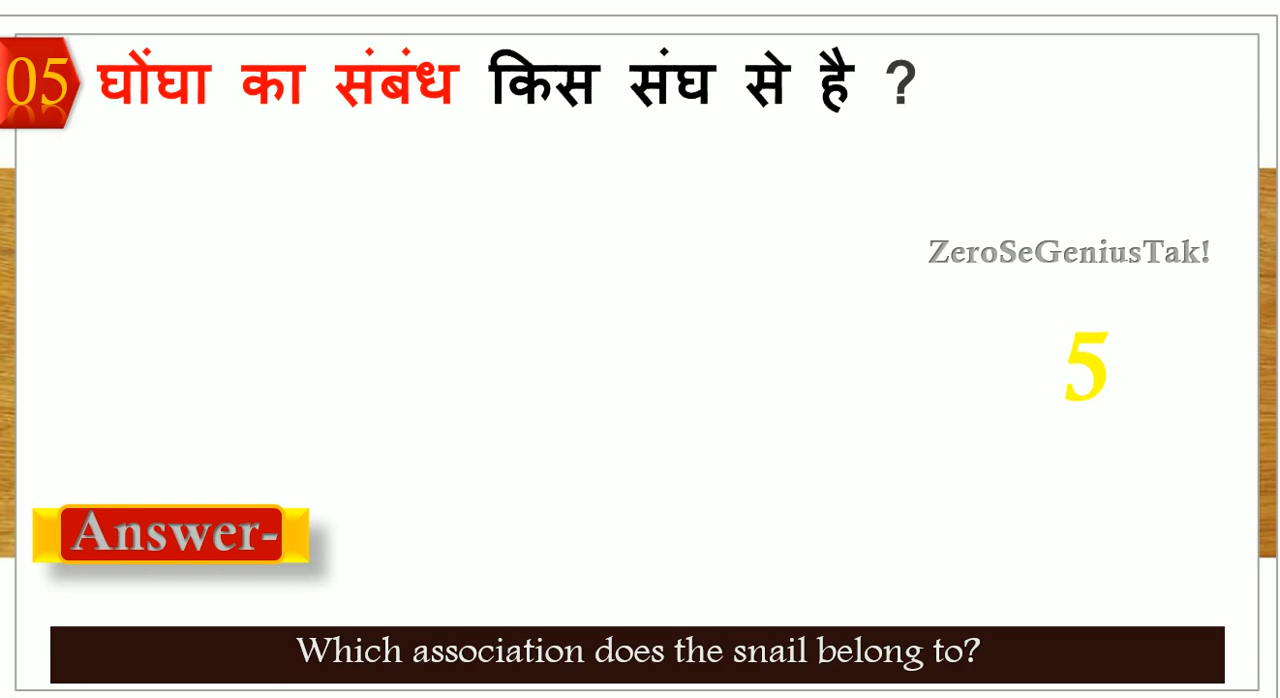 05 घोंघा का संबंध किस संघ से है ?
ZeroSeGeniusTak!
5
Answer-
Which association does the snail belong to?